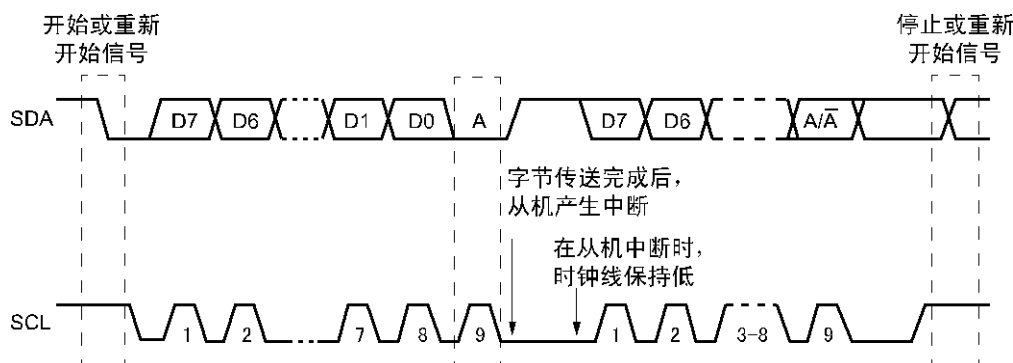 开始或重新
开始信号
停止或重新
开始信号
SDA
D7 D6 D1 D0 A D7 D6 A/A̅
字节传送完成后，
从机产生中断
在从机中断时，
时钟线保持低
SCL
1 2 7 8 9 1 2 3-8 9